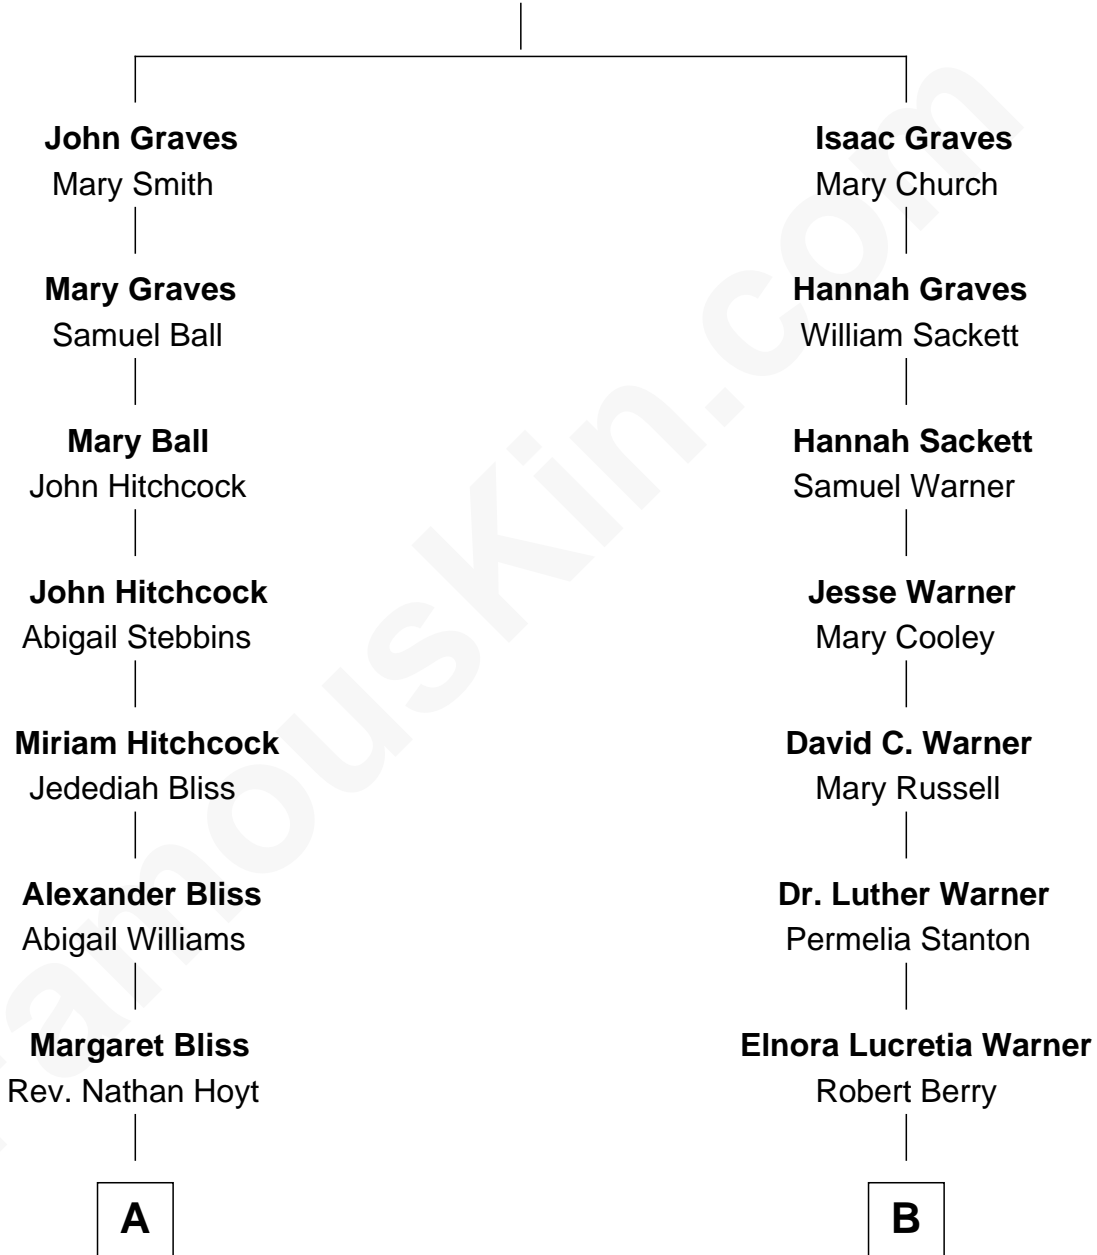 John Graves
Mary Smith
Isaac Graves
Mary Church
Mary Graves
Samuel Ball
Hannah Graves
William Sackett
Mary Ball
John Hitchcock
Hannah Sackett
Samuel Warner
John Hitchcock
Abigail Stebbins
Jesse Warner
Mary Cooley
Miriam Hitchcock
Jedediah Bliss
David C. Warner
Mary Russell
Alexander Bliss
Abigail Williams
Dr. Luther Warner
Permelia Stanton
Margaret Bliss
Rev. Nathan Hoyt
Elnora Lucretia Warner
Robert Berry
A
B
FamousKin.com